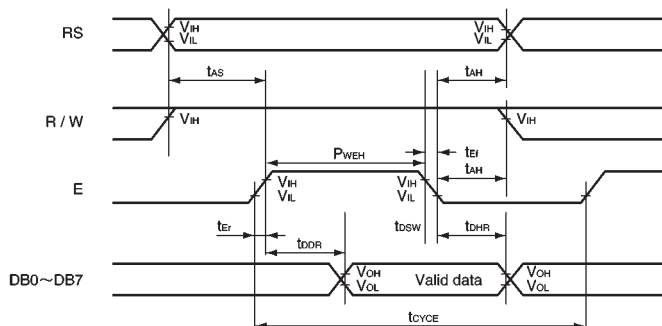 RS
VIH
VIL
VIH
VIL
tAS
tAH
R / W
VIH
VIH
PWEH
tEf
tAH
E
VIH
VIL
VIH
VIL
tEr
tDDR
tDSW
tDHR
DB0～DB7
VOH
VOL
Valid data
VOH
VOL
tCYCE